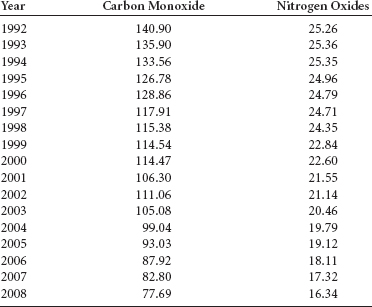 Year Carbon Monoxide Nitrogen Oxides
1992 140.90 25.26
1993 135.90 25.36
1994 133.56 25.35
1995 126.78 24.96
1996 128.86 24.79
1997 117.91 24.71
1998 115.38 24.35
1999 114.54 22.84
2000 114.47 22.60
2001 106.30 21.55
2002 111.06 21.14
2003 105.08 20.46
2004 99.04 19.79
2005 93.03 19.12
2006 87.92 18.11
2007 82.80 17.32
2008 77.69 16.34